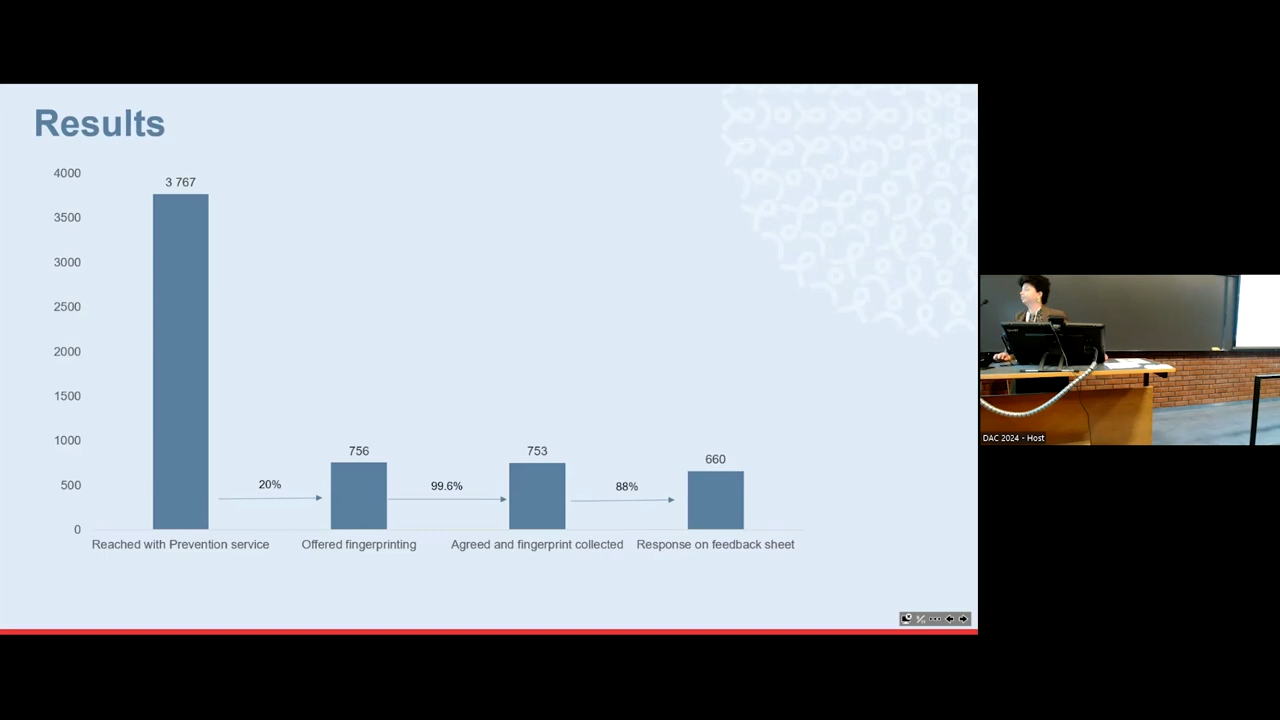 Results
4000
3500
3000
2500
2000
1500
1000
500
0
3 767
756
753
660
20%
99.6%
88%
Reached with Prevention service
Offered fingerprinting
Agreed and fingerprint collected
Response on feedback sheet
DAC 2024 - Host